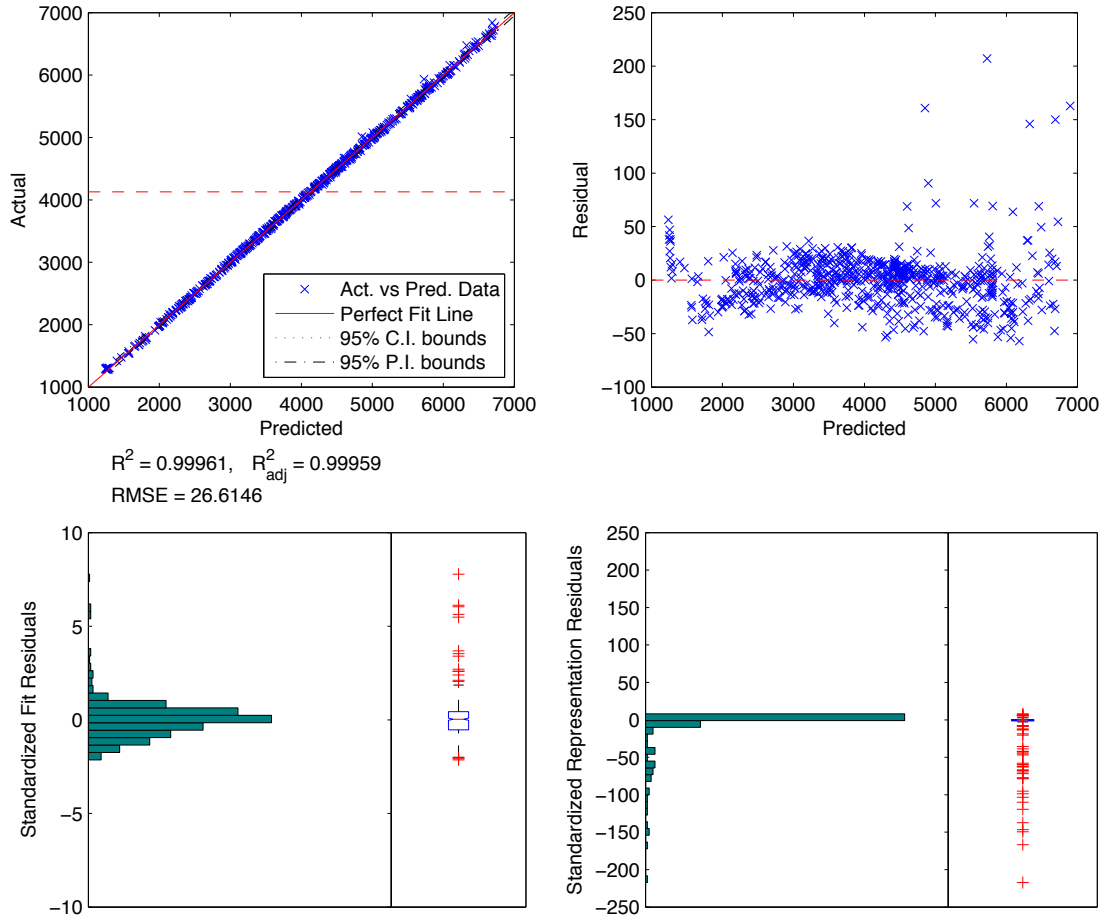 7000
6000
5000
4000
3000
2000
1000
Actual
1000 2000 3000 4000 5000 6000 7000
Predicted
Act. vs Pred. Data
Perfect Fit Line
95% C.I. bounds
95% P.I. bounds
R² = 0.99961, R²adj = 0.99959
RMSE = 26.6146
250
200
150
100
50
0
−50
−100
Residual
1000 2000 3000 4000 5000 6000 7000
Predicted
10
5
0
−5
−10
Standardized Fit Residuals
250
200
150
100
50
0
−50
−100
−150
−200
−250
Standardized Representation Residuals